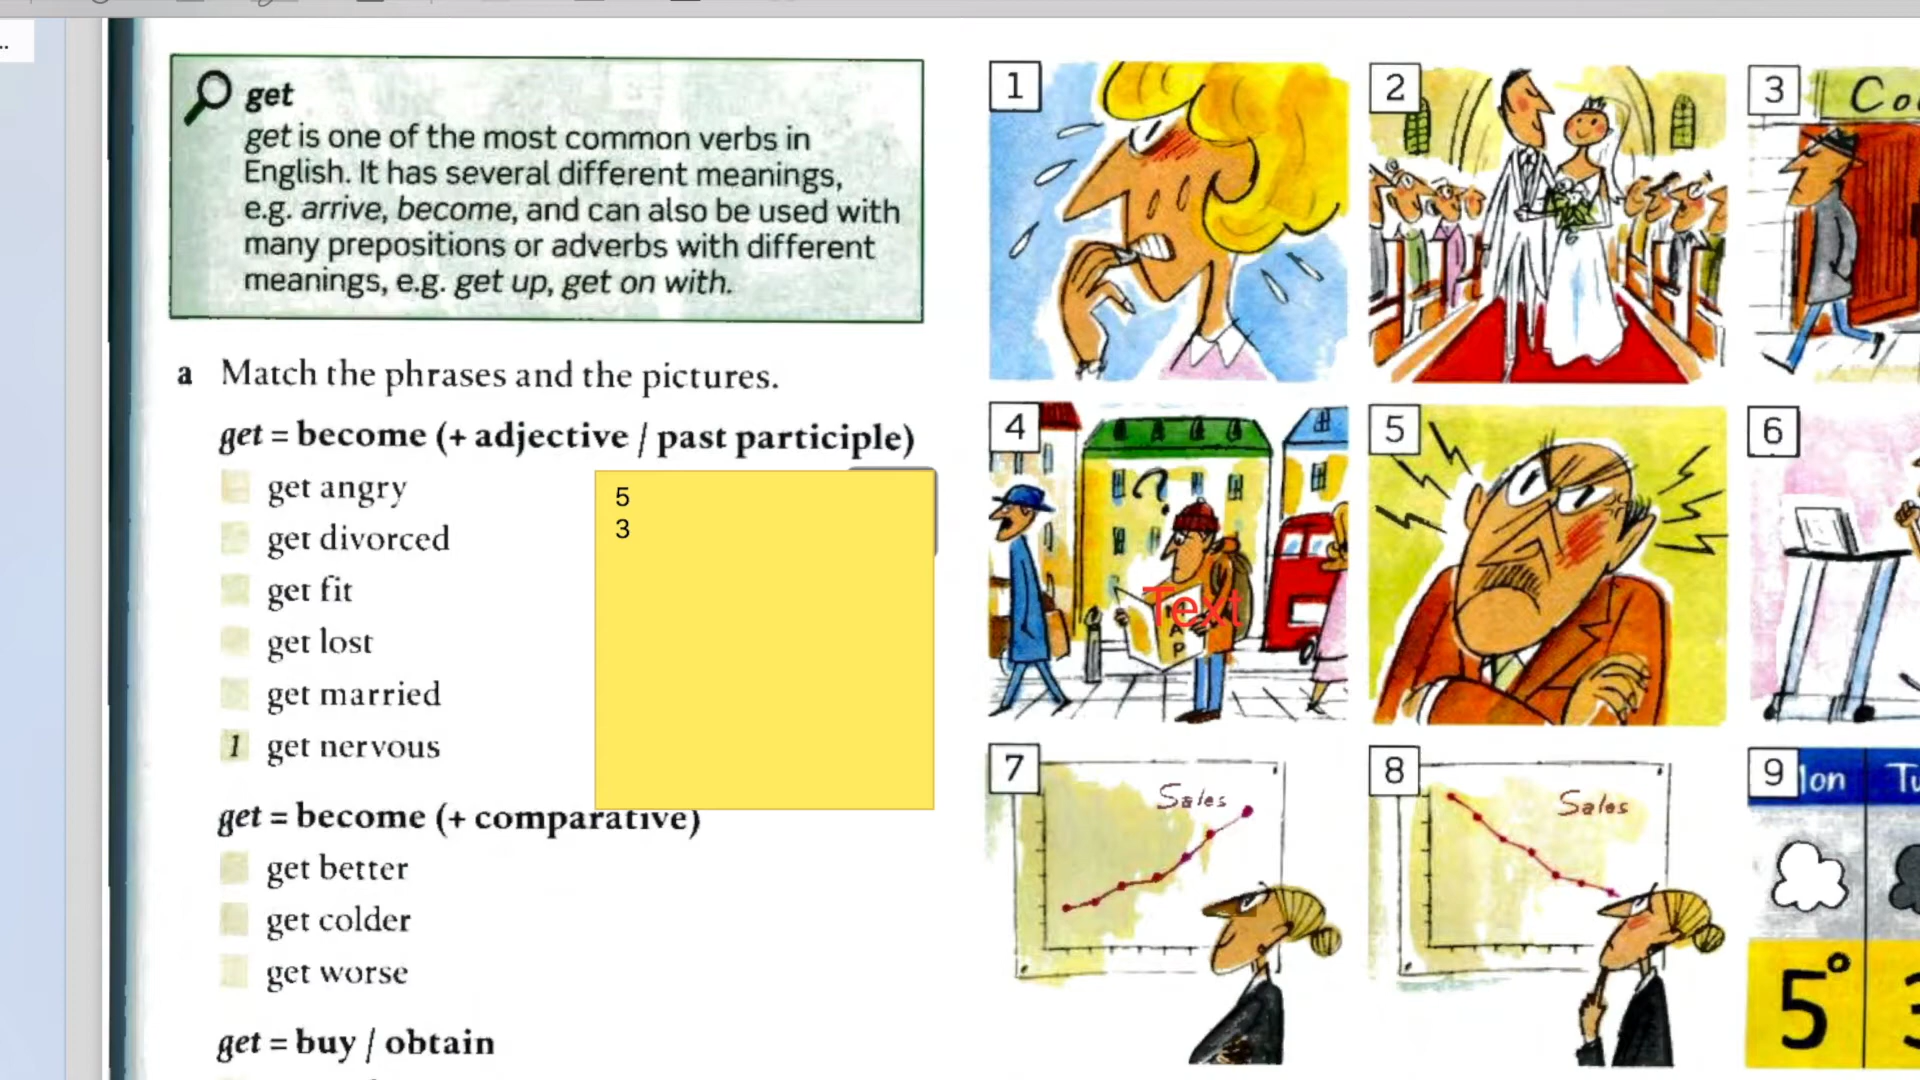 ..
get
get is one of the most common verbs in
English. It has several different meanings,
e.g. arrive, become, and can also be used with
many prepositions or adverbs with different
meanings, e.g. get up, get on with.
a Match the phrases and the pictures.
get = become (+ adjective / past participle)
get angry
get divorced
get fit
get lost
get married
1 get nervous
5
3
get = become (+ comparative)
get better
get colder
get worse
get = buy / obtain
1
2
3
4
Text
A
P
5
6
7
Sales
8
Sales
9
5°